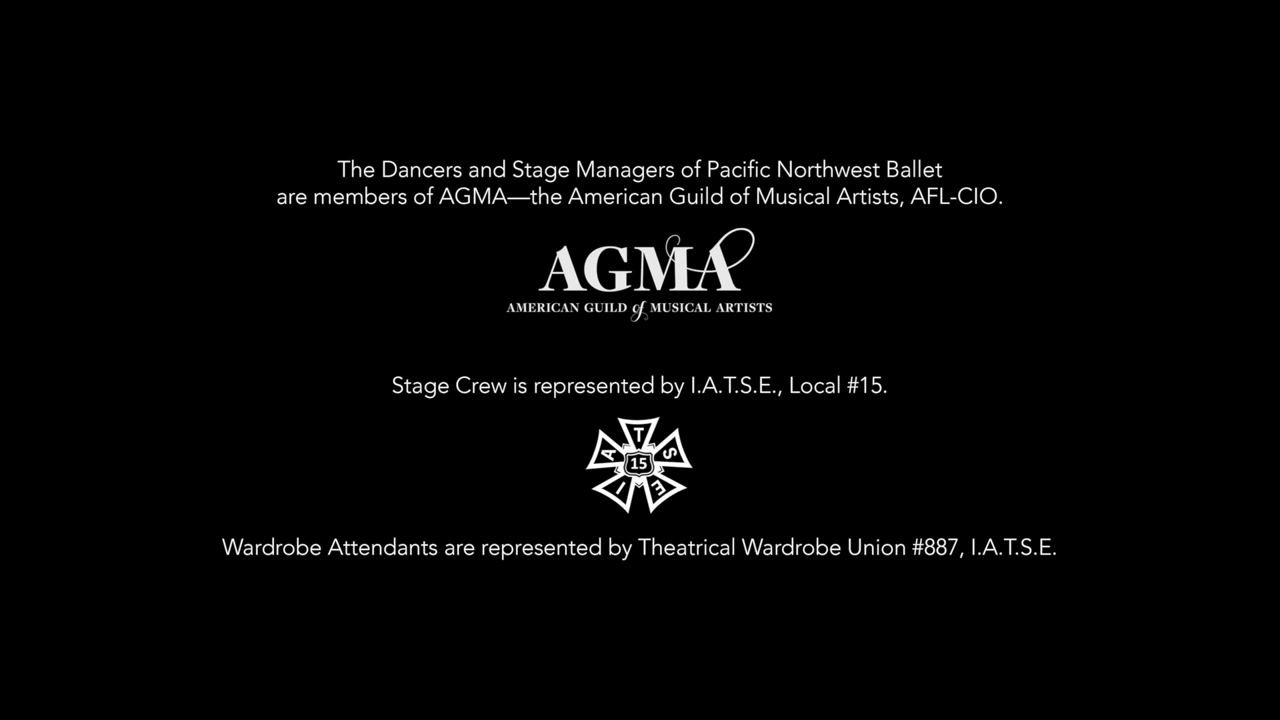 The Dancers and Stage Managers of Pacific Northwest Ballet
are members of AGMA—the American Guild of Musical Artists, AFL-CIO.
AGMA
AMERICAN GUILD of MUSICAL ARTISTS
Stage Crew is represented by I.A.T.S.E., Local #15.
I A T S E
15
Wardrobe Attendants are represented by Theatrical Wardrobe Union #887, I.A.T.S.E.